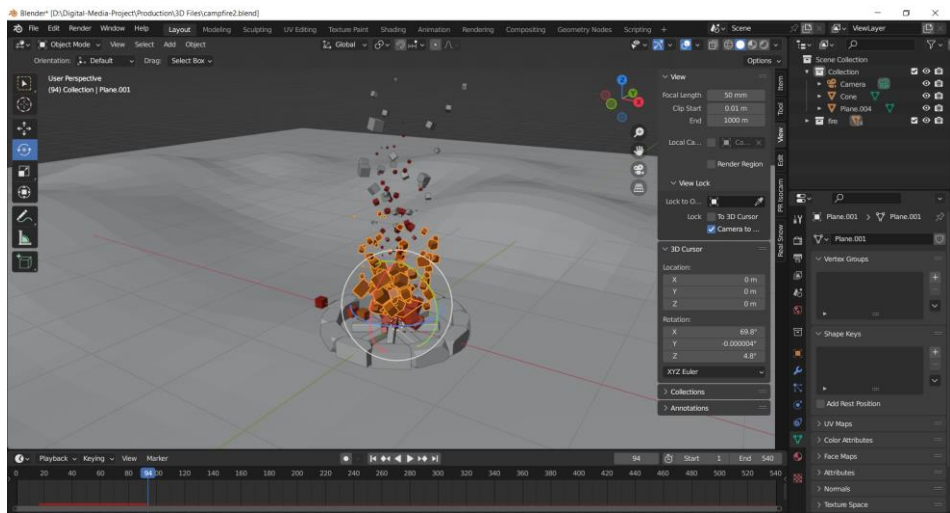 Blender* [D:\Digital-Media-Project\Production\3D Files\campfire2.blend]
File Edit Render Window Help Layout Modeling Sculpting UV Editing Texture Paint Shading Animation Rendering Compositing Geometry Nodes Scripting + Scene ViewLayer
Object Mode View Select Add Object Global
Orientation: Default Drag: Select Box Options
User Perspective
(94) Collection | Plane.001
View
Focal Length 50 mm
Clip Start 0.01 m
End 1000 m
Local Ca... Ca...
Render Region
View Lock
Lock to O...
Lock To 3D Cursor
Camera to ...
3D Cursor
Location:
X 0 m
Y 0 m
Z 0 m
Rotation:
X 69.8°
Y -0.000004°
Z 4.8°
XYZ Euler
Collections
Annotations
Item
Tool
View
Edit
PR Isocam
Real Snow
Scene Collection
Collection
Camera
Cone
Plane.004
fire
Plane.001 > Plane.001
Plane.001
Vertex Groups
Shape Keys
Add Rest Position
UV Maps
Color Attributes
Face Maps
Attributes
Normals
Texture Space
Playback Keying View Marker 94 Start 1 End 540
0 20 40 60 80 94 100 120 140 160 180 200 220 240 260 280 300 320 340 360 380 400 420 440 460 480 500 520 540